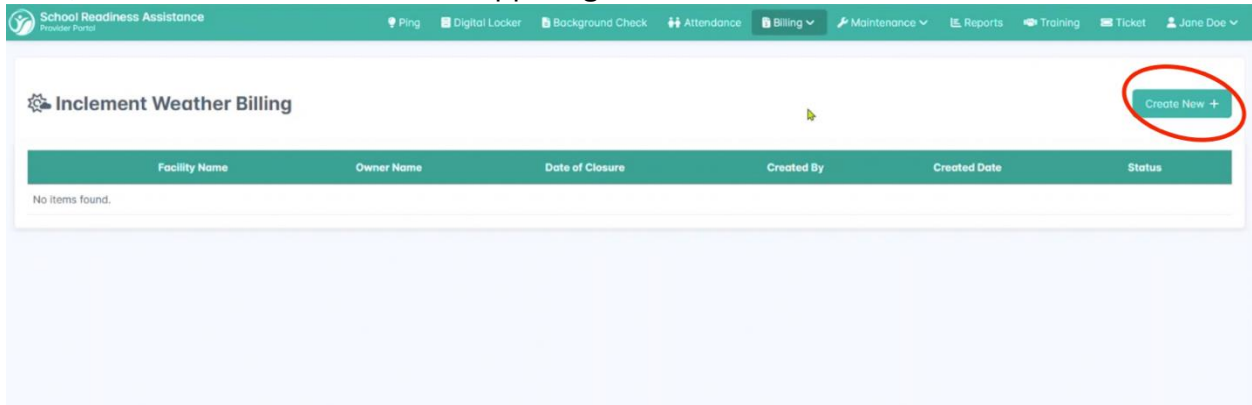 School Readiness Assistance
Provider Portal
Ping Digital Locker Background Check Attendance Billing Maintenance Reports Training Ticket Jane Doe
Inclement Weather Billing
Create New +
Facility Name Owner Name Date of Closure Created By Created Date Status
No items found.